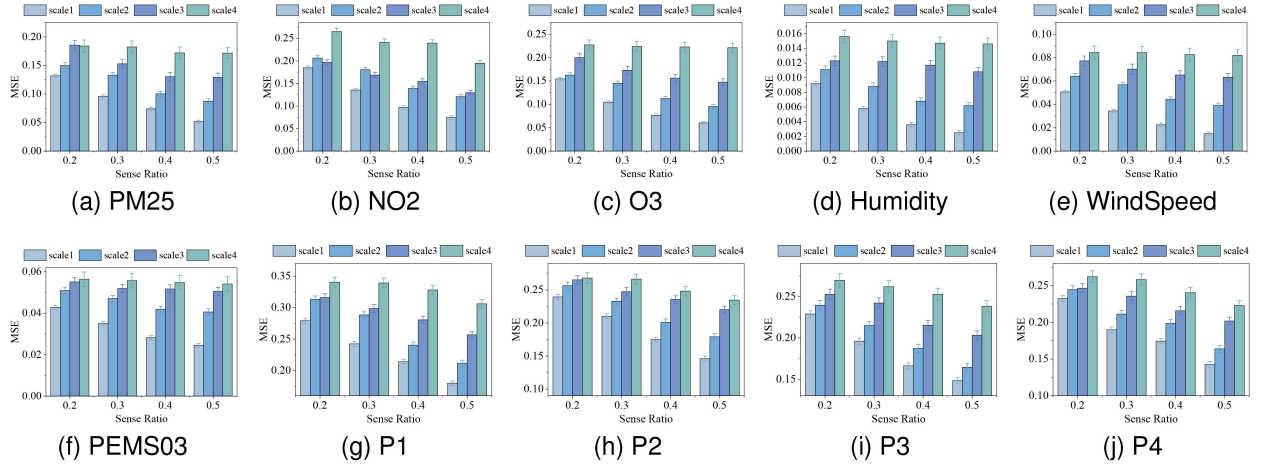 scale1 scale2 scale3 scale4
MSE
0.20
0.15
0.10
0.05
0.00
0.2 0.3 0.4 0.5
Sense Ratio
(a) PM25
scale1 scale2 scale3 scale4
MSE
0.25
0.20
0.15
0.10
0.05
0.00
0.2 0.3 0.4 0.5
Sense Ratio
(b) NO2
scale1 scale2 scale3 scale4
MSE
0.25
0.20
0.15
0.10
0.05
0.00
0.2 0.3 0.4 0.5
Sense Ratio
(c) O3
scale1 scale2 scale3 scale4
MSE
0.016
0.014
0.012
0.010
0.008
0.006
0.004
0.002
0.000
0.2 0.3 0.4 0.5
Sense Ratio
(d) Humidity
scale1 scale2 scale3 scale4
MSE
0.10
0.08
0.06
0.04
0.02
0.00
0.2 0.3 0.4 0.5
Sense Ratio
(e) WindSpeed
scale1 scale2 scale3 scale4
MSE
0.06
0.04
0.02
0.00
0.2 0.3 0.4 0.5
Sense Ratio
(f) PEMS03
scale1 scale2 scale3 scale4
MSE
0.35
0.30
0.25
0.20
0.2 0.3 0.4 0.5
Sense Ratio
(g) P1
scale1 scale2 scale3 scale4
MSE
0.25
0.20
0.15
0.10
0.2 0.3 0.4 0.5
Sense Ratio
(h) P2
scale1 scale2 scale3 scale4
MSE
0.25
0.20
0.15
0.2 0.3 0.4 0.5
Sense Ratio
(i) P3
scale1 scale2 scale3 scale4
MSE
0.25
0.20
0.15
0.10
0.2 0.3 0.4 0.5
Sense Ratio
(j) P4